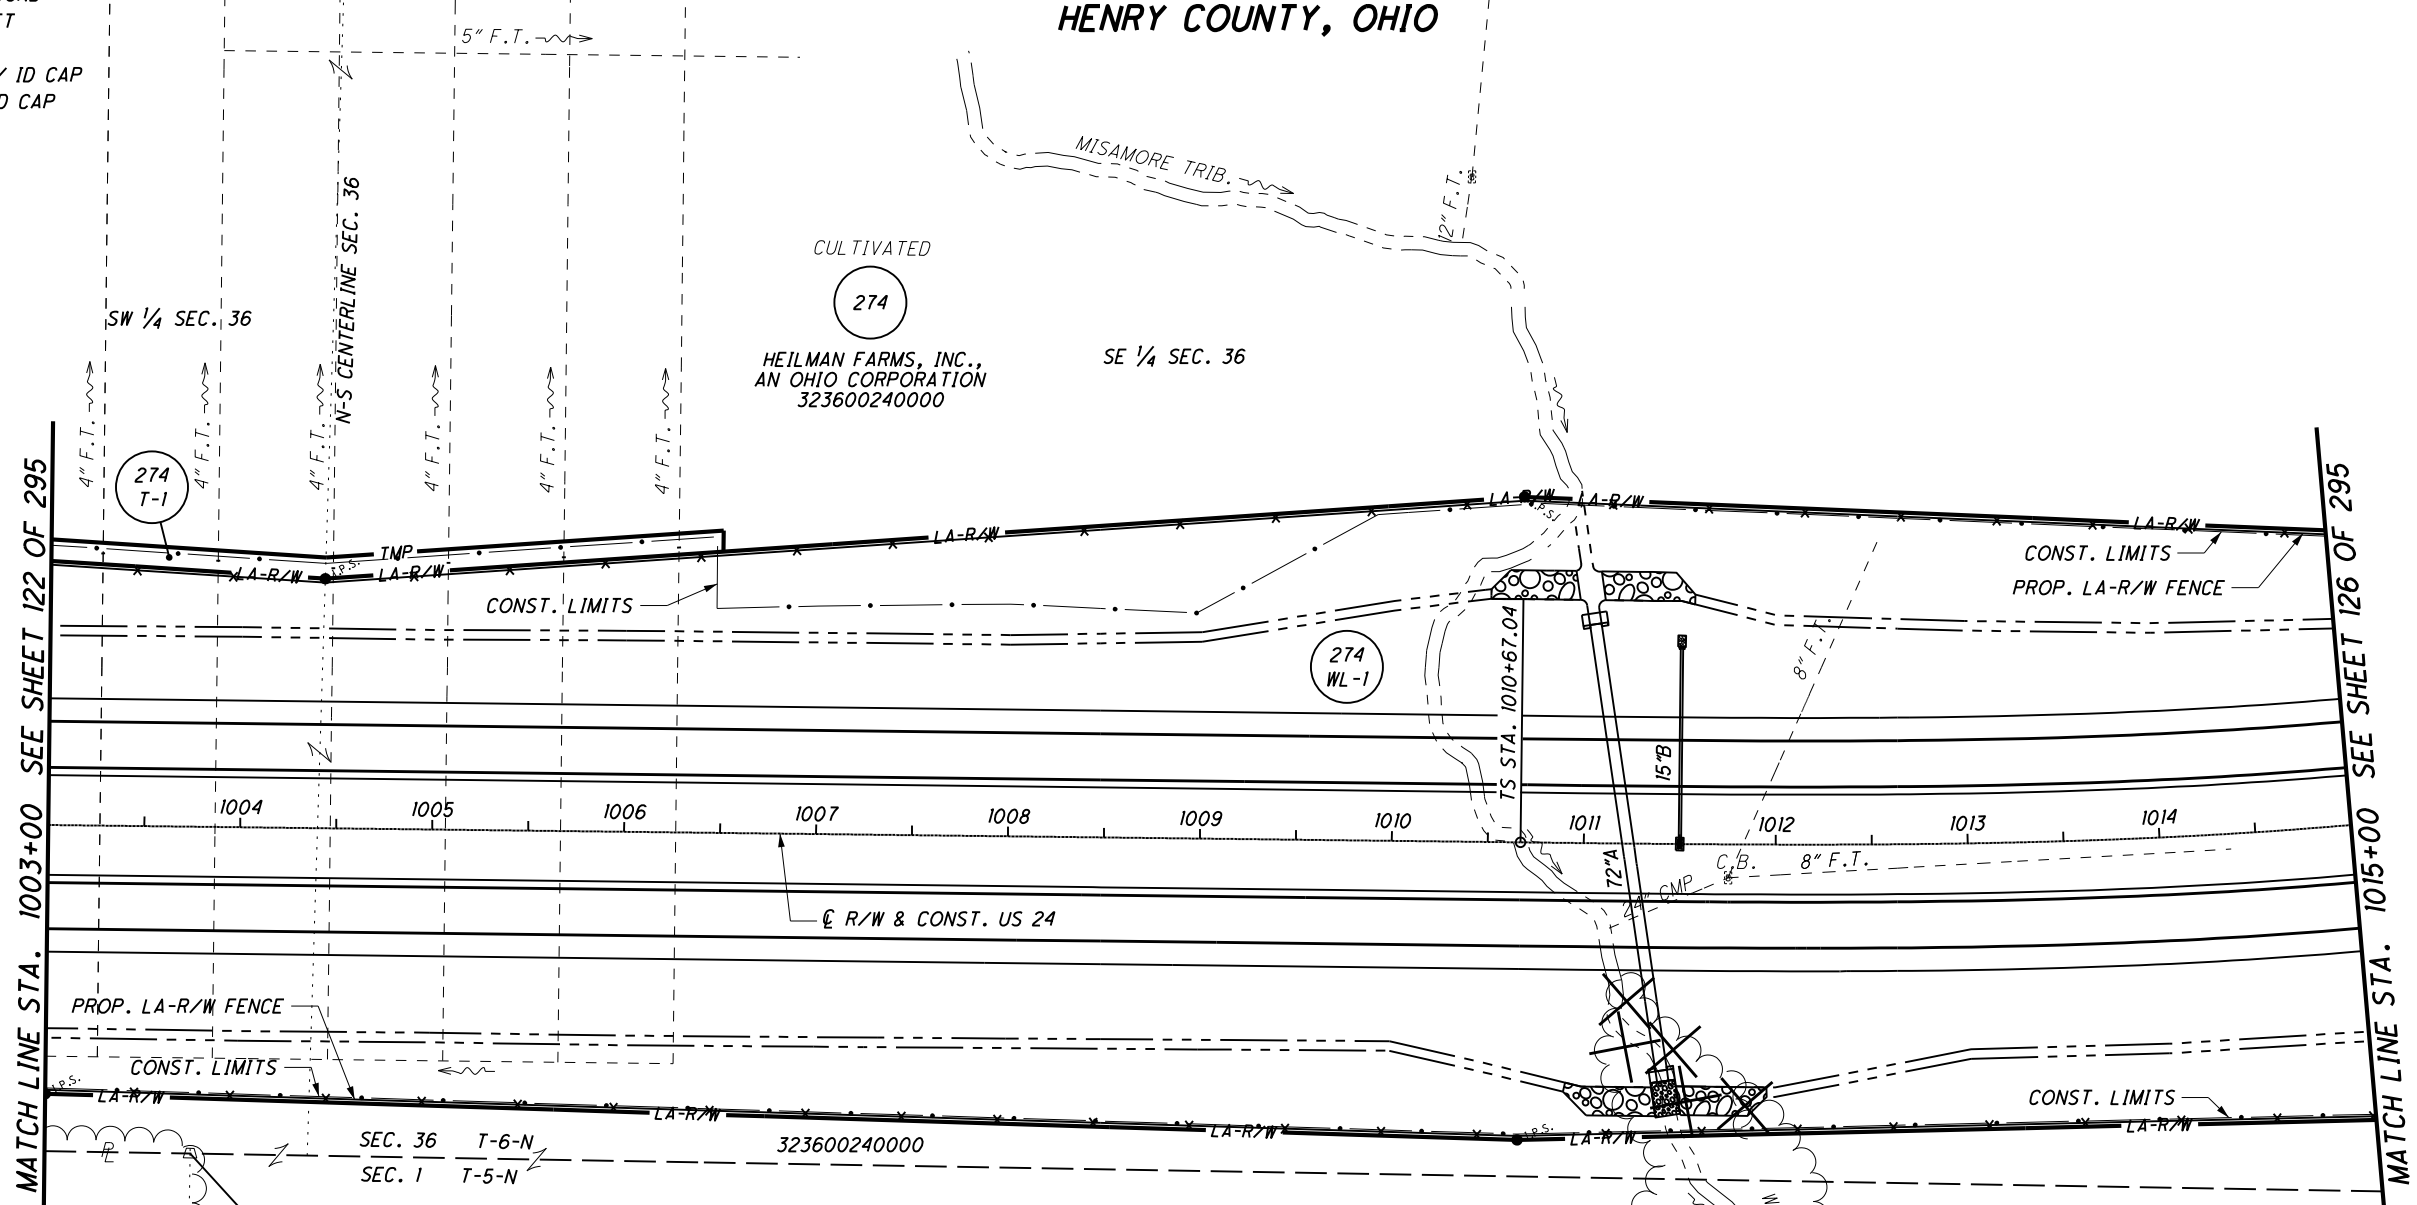 T
HENRY COUNTY, OHIO
/ ID CAP
D CAP
5" F.T.
MISAMORE TRIB.
12" F.T.
N-S CENTERLINE SEC. 36
CULTIVATED
274
HEILMAN FARMS, INC.,
AN OHIO CORPORATION
323600240000
SW 1/4 SEC. 36
SE 1/4 SEC. 36
4" F.T.
4" F.T.
4" F.T.
4" F.T.
4" F.T.
4" F.T.
274
T-1
TMP
LA-R/W
I.P.S.
LA-R/W
LA-R/W
LA-R/W
I.P.S.
LA-R/W
LA-R/W
CONST. LIMITS
CONST. LIMITS
PROP. LA-R/W FENCE
274
WL-1
TS STA. 1010+67.04
8" F.T.
15"B
1004
1005
1006
1007
1008
1009
1010
1011
1012
1013
1014
72"A
C.B.
8" F.T.
24" CMP
℄ R/W & CONST. US 24
PROP. LA-R/W FENCE
CONST. LIMITS
CONST. LIMITS
I.P.S.
LA-R/W
LA-R/W
LA-R/W
I.P.S.
LA-R/W
LA-R/W
SEC. 36 T-6-N
323600240000
SEC. 1 T-5-N
PL
MATCH LINE STA. 1003+00 SEE SHEET 122 OF 295
MATCH LINE STA. 1015+00 SEE SHEET 126 OF 295